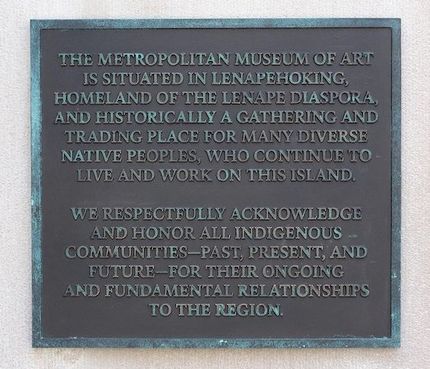 THE METROPOLITAN MUSEUM OF ART
IS SITUATED IN LENAPEHOKING,
HOMELAND OF THE LENAPE DIASPORA,
AND HISTORICALLY A GATHERING AND
TRADING PLACE FOR MANY DIVERSE
NATIVE PEOPLES, WHO CONTINUE TO
LIVE AND WORK ON THIS ISLAND.
WE RESPECTFULLY ACKNOWLEDGE
AND HONOR ALL INDIGENOUS
COMMUNITIES—PAST, PRESENT, AND
FUTURE—FOR THEIR ONGOING
AND FUNDAMENTAL RELATIONSHIPS
TO THE REGION.